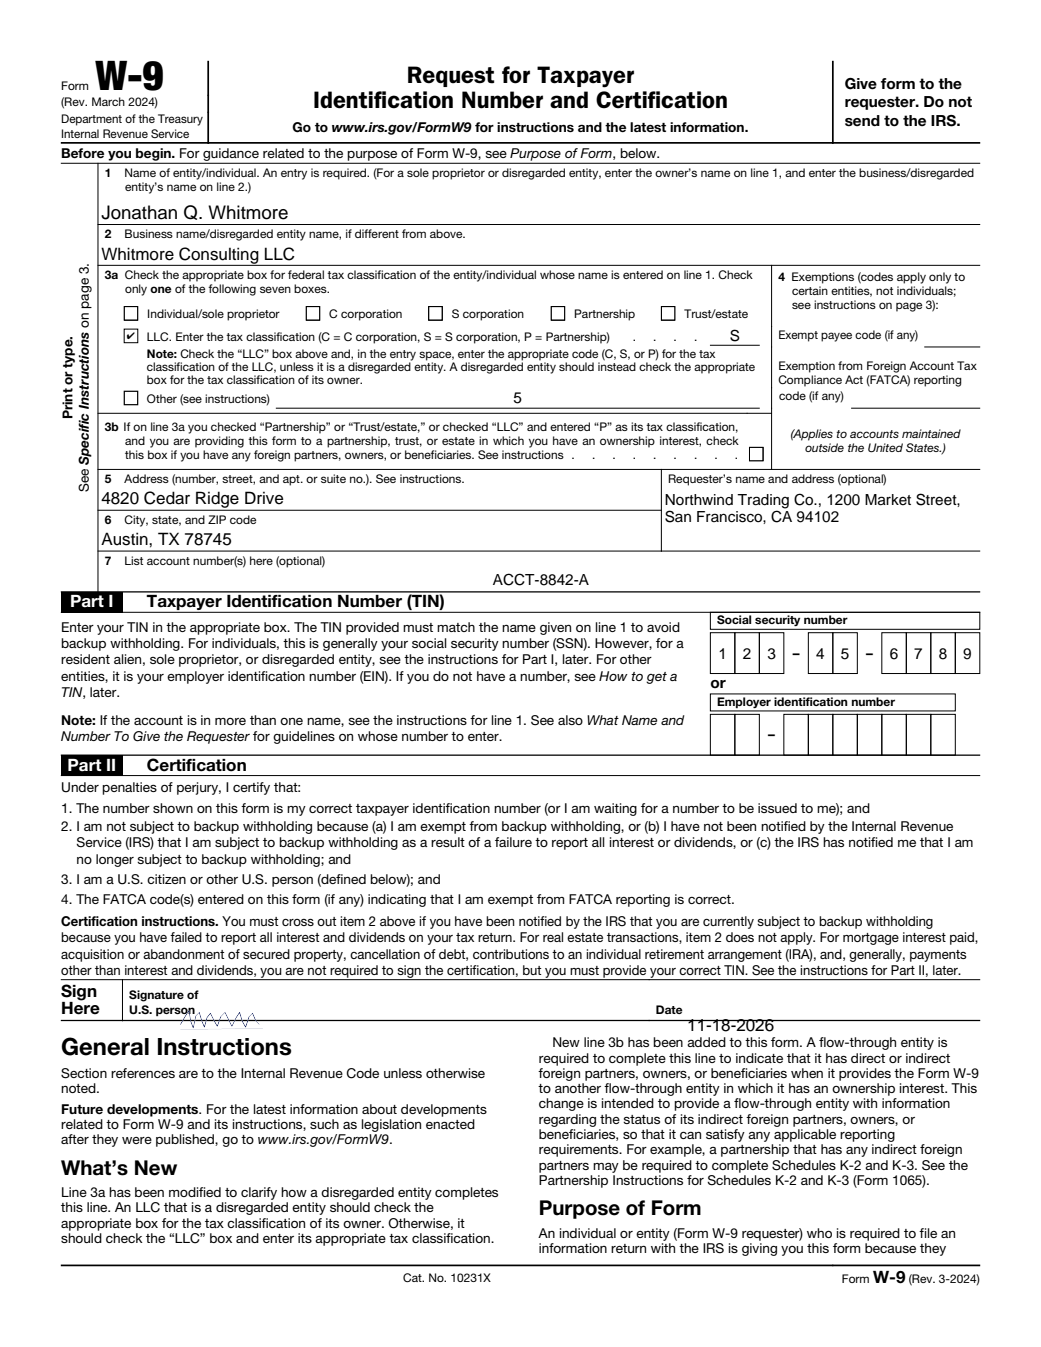 Form W-9
(Rev. March 2024)
Department of the Treasury
Internal Revenue Service
Request for Taxpayer
Identification Number and Certification
Go to www.irs.gov/FormW9 for instructions and the latest information.
Give form to the
requester. Do not
send to the IRS.
Before you begin. For guidance related to the purpose of Form W-9, see Purpose of Form, below.
Print or type.
See Specific Instructions on page 3.
1 Name of entity/individual. An entry is required. (For a sole proprietor or disregarded entity, enter the owner's name on line 1, and enter the business/disregarded
entity's name on line 2.)
Jonathan Q. Whitmore
2 Business name/disregarded entity name, if different from above.
Whitmore Consulting LLC
3a Check the appropriate box for federal tax classification of the entity/individual whose name is entered on line 1. Check
only one of the following seven boxes.
Individual/sole proprietor C corporation S corporation Partnership Trust/estate
✔ LLC. Enter the tax classification (C = C corporation, S = S corporation, P = Partnership) . . . . S
Note: Check the “LLC” box above and, in the entry space, enter the appropriate code (C, S, or P) for the tax
classification of the LLC, unless it is a disregarded entity. A disregarded entity should instead check the appropriate
box for the tax classification of its owner.
Other (see instructions) 5
3b If on line 3a you checked “Partnership” or “Trust/estate,” or checked “LLC” and entered “P” as its tax classification,
and you are providing this form to a partnership, trust, or estate in which you have an ownership interest, check
this box if you have any foreign partners, owners, or beneficiaries. See instructions . . . . . . . . .
4 Exemptions (codes apply only to
certain entities, not individuals;
see instructions on page 3):
Exempt payee code (if any)
Exemption from Foreign Account Tax
Compliance Act (FATCA) reporting
code (if any)
(Applies to accounts maintained
outside the United States.)
5 Address (number, street, and apt. or suite no.). See instructions.
4820 Cedar Ridge Drive
6 City, state, and ZIP code
Austin, TX 78745
Requester's name and address (optional)
Northwind Trading Co., 1200 Market Street,
San Francisco, CA 94102
7 List account number(s) here (optional)
ACCT-8842-A
Part I Taxpayer Identification Number (TIN)
Enter your TIN in the appropriate box. The TIN provided must match the name given on line 1 to avoid
backup withholding. For individuals, this is generally your social security number (SSN). However, for a
resident alien, sole proprietor, or disregarded entity, see the instructions for Part I, later. For other
entities, it is your employer identification number (EIN). If you do not have a number, see How to get a
TIN, later.
Note: If the account is in more than one name, see the instructions for line 1. See also What Name and
Number To Give the Requester for guidelines on whose number to enter.
Social security number
1 2 3 – 4 5 – 6 7 8 9
or
Employer identification number
–
Part II Certification
Under penalties of perjury, I certify that:
1. The number shown on this form is my correct taxpayer identification number (or I am waiting for a number to be issued to me); and
2. I am not subject to backup withholding because (a) I am exempt from backup withholding, or (b) I have not been notified by the Internal Revenue
Service (IRS) that I am subject to backup withholding as a result of a failure to report all interest or dividends, or (c) the IRS has notified me that I am
no longer subject to backup withholding; and
3. I am a U.S. citizen or other U.S. person (defined below); and
4. The FATCA code(s) entered on this form (if any) indicating that I am exempt from FATCA reporting is correct.
Certification instructions. You must cross out item 2 above if you have been notified by the IRS that you are currently subject to backup withholding
because you have failed to report all interest and dividends on your tax return. For real estate transactions, item 2 does not apply. For mortgage interest paid,
acquisition or abandonment of secured property, cancellation of debt, contributions to an individual retirement arrangement (IRA), and, generally, payments
other than interest and dividends, you are not required to sign the certification, but you must provide your correct TIN. See the instructions for Part II, later.
Sign
Here
Signature of
U.S. person
Date
11-18-2026
General Instructions
Section references are to the Internal Revenue Code unless otherwise
noted.
Future developments. For the latest information about developments
related to Form W-9 and its instructions, such as legislation enacted
after they were published, go to www.irs.gov/FormW9.
What's New
Line 3a has been modified to clarify how a disregarded entity completes
this line. An LLC that is a disregarded entity should check the
appropriate box for the tax classification of its owner. Otherwise, it
should check the “LLC” box and enter its appropriate tax classification.
New line 3b has been added to this form. A flow-through entity is
required to complete this line to indicate that it has direct or indirect
foreign partners, owners, or beneficiaries when it provides the Form W-9
to another flow-through entity in which it has an ownership interest. This
change is intended to provide a flow-through entity with information
regarding the status of its indirect foreign partners, owners, or
beneficiaries, so that it can satisfy any applicable reporting
requirements. For example, a partnership that has any indirect foreign
partners may be required to complete Schedules K-2 and K-3. See the
Partnership Instructions for Schedules K-2 and K-3 (Form 1065).
Purpose of Form
An individual or entity (Form W-9 requester) who is required to file an
information return with the IRS is giving you this form because they
Cat. No. 10231X
Form W-9 (Rev. 3-2024)